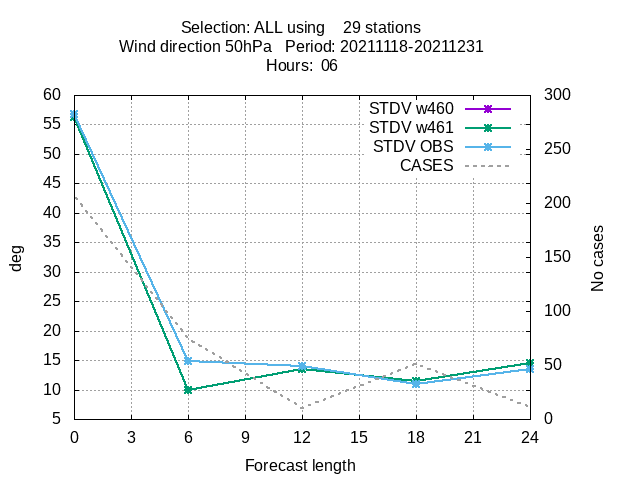 Selection: ALL using 29 stations
Wind direction 50hPa Period: 20211118-20211231
Hours: 06
STDV w460
STDV w461
STDV OBS
CASES
60
55
50
45
40
35
30
25
20
15
10
5
deg
300
250
200
150
100
50
0
No cases
0 3 6 9 12 15 18 21 24
Forecast length